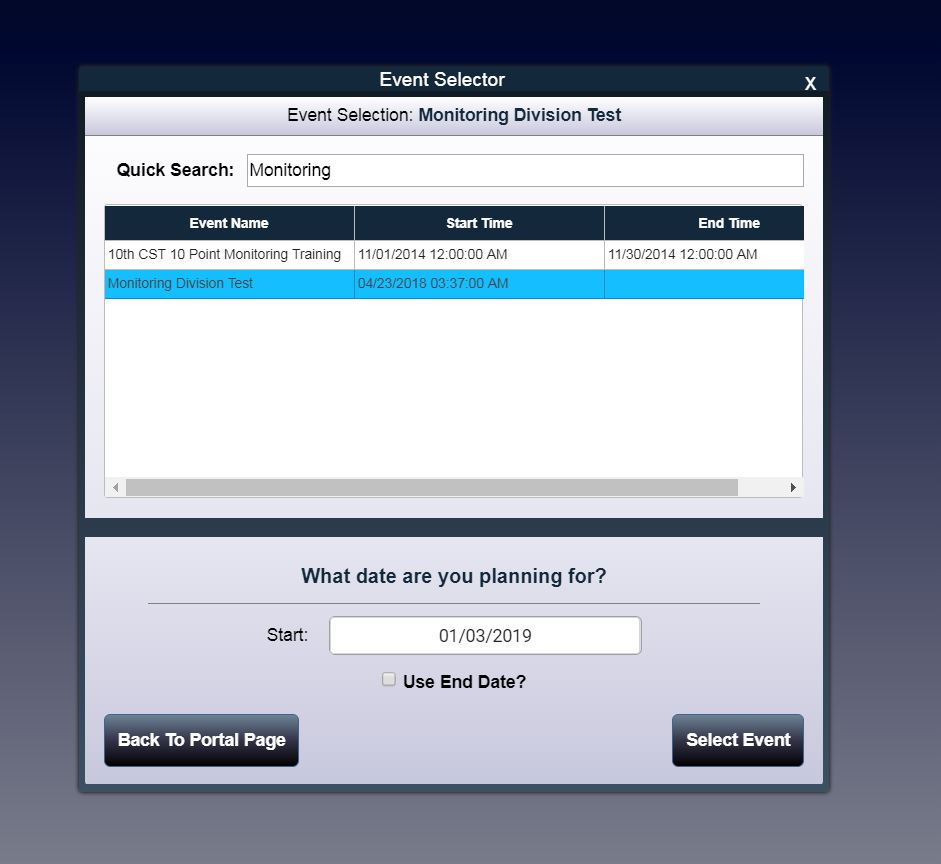 Event Selector
X
Event Selection: Monitoring Division Test
Quick Search: Monitoring
Event Name Start Time End Time
10th CST 10 Point Monitoring Training 11/01/2014 12:00:00 AM 11/30/2014 12:00:00 AM
Monitoring Division Test 04/23/2018 03:37:00 AM
What date are you planning for?
Start: 01/03/2019
Use End Date?
Back To Portal Page Select Event